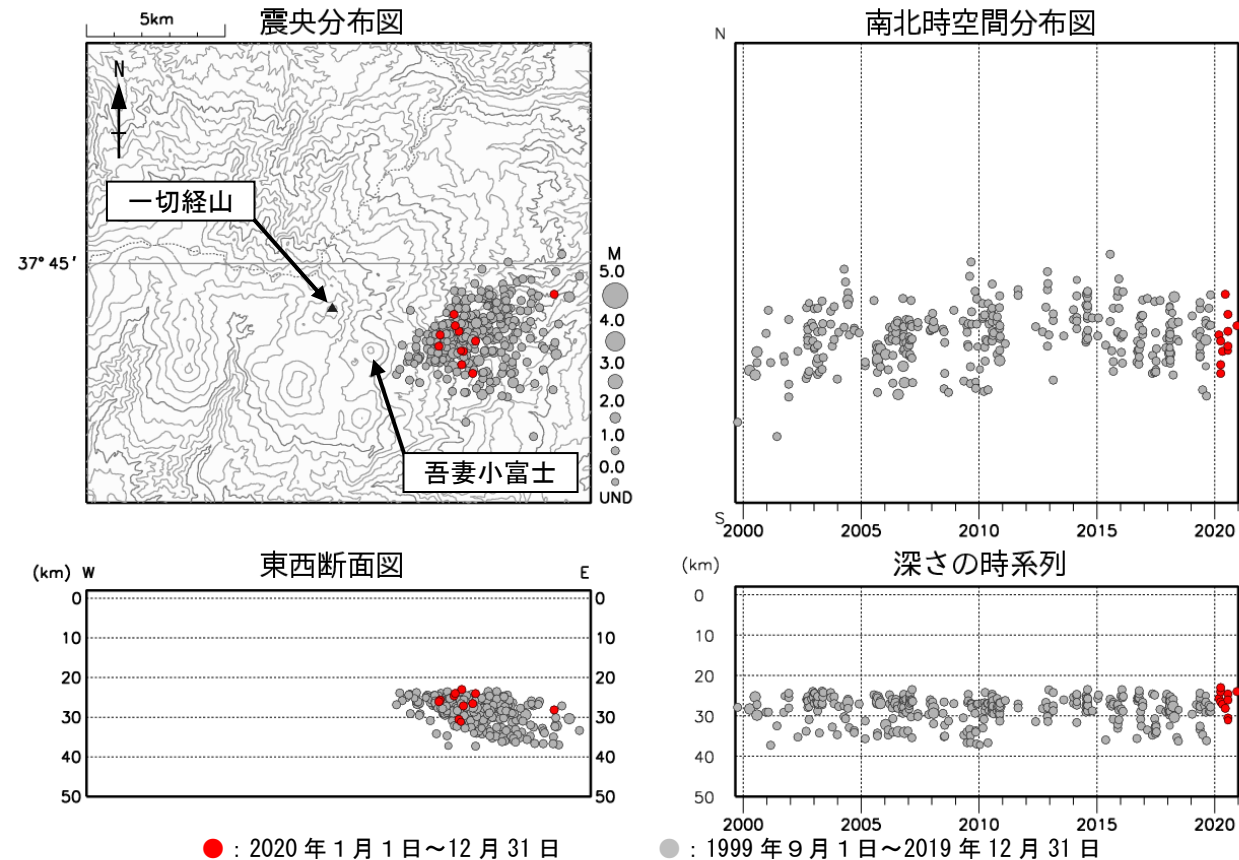 5km
震央分布図
N
一切経山
37°45′
吾妻小富士
M
5.0
4.0
3.0
2.0
1.0
0.0
UND
南北時空間分布図
N
S
2000 2005 2010 2015 2020
東西断面図
(km) W E
0 0
10 10
20 20
30 30
40 40
50 50
深さの時系列
(km)
0
10
20
30
40
50
2000 2005 2010 2015 2020
：2020 年 1 月 1 日～12 月 31 日
：1999 年 9 月 1 日～2019 年 12 月 31 日